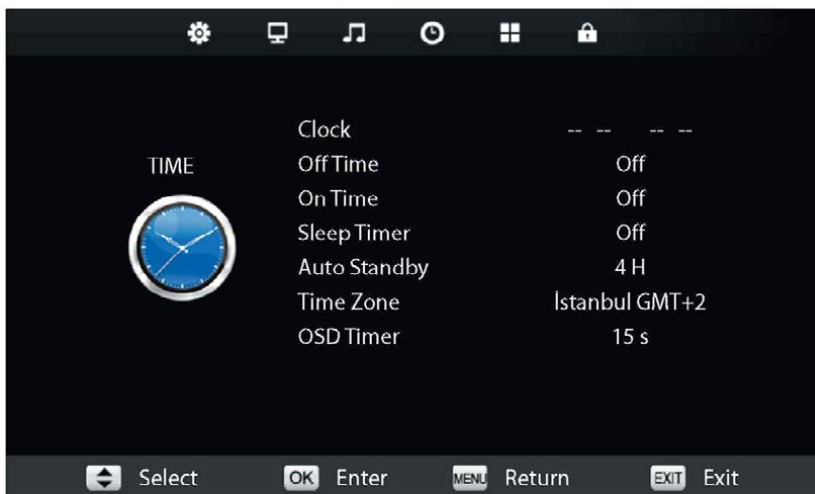 Clock -- -- -- --
TIME
Off Time Off
On Time Off
Sleep Timer Off
Auto Standby 4 H
Time Zone İstanbul GMT+2
OSD Timer 15 s
Select OK Enter MENU Return EXIT Exit